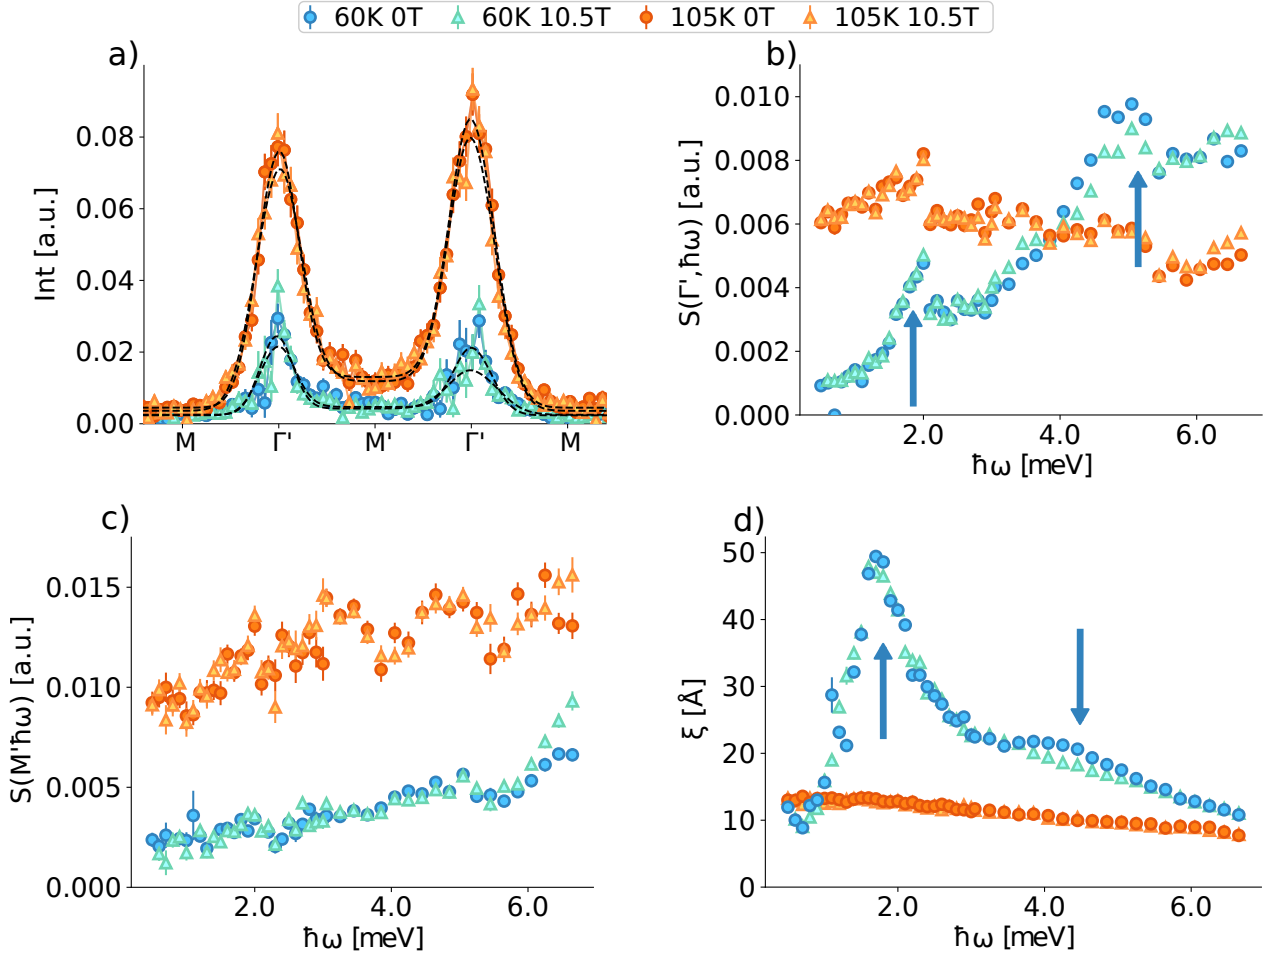 60K 0T 60K 10.5T 105K 0T 105K 10.5T
a)
Int [a.u.]
0.08
0.06
0.04
0.02
0.00
M Γ' M' Γ' M
b)
S(Γ',ħω) [a.u.]
0.010
0.008
0.006
0.004
0.002
0.000
2.0 4.0 6.0
ħω [meV]
c)
S(M'ħω) [a.u.]
0.015
0.010
0.005
0.000
2.0 4.0 6.0
ħω [meV]
d)
ξ [Å]
50
40
30
20
10
0
2.0 4.0 6.0
ħω [meV]